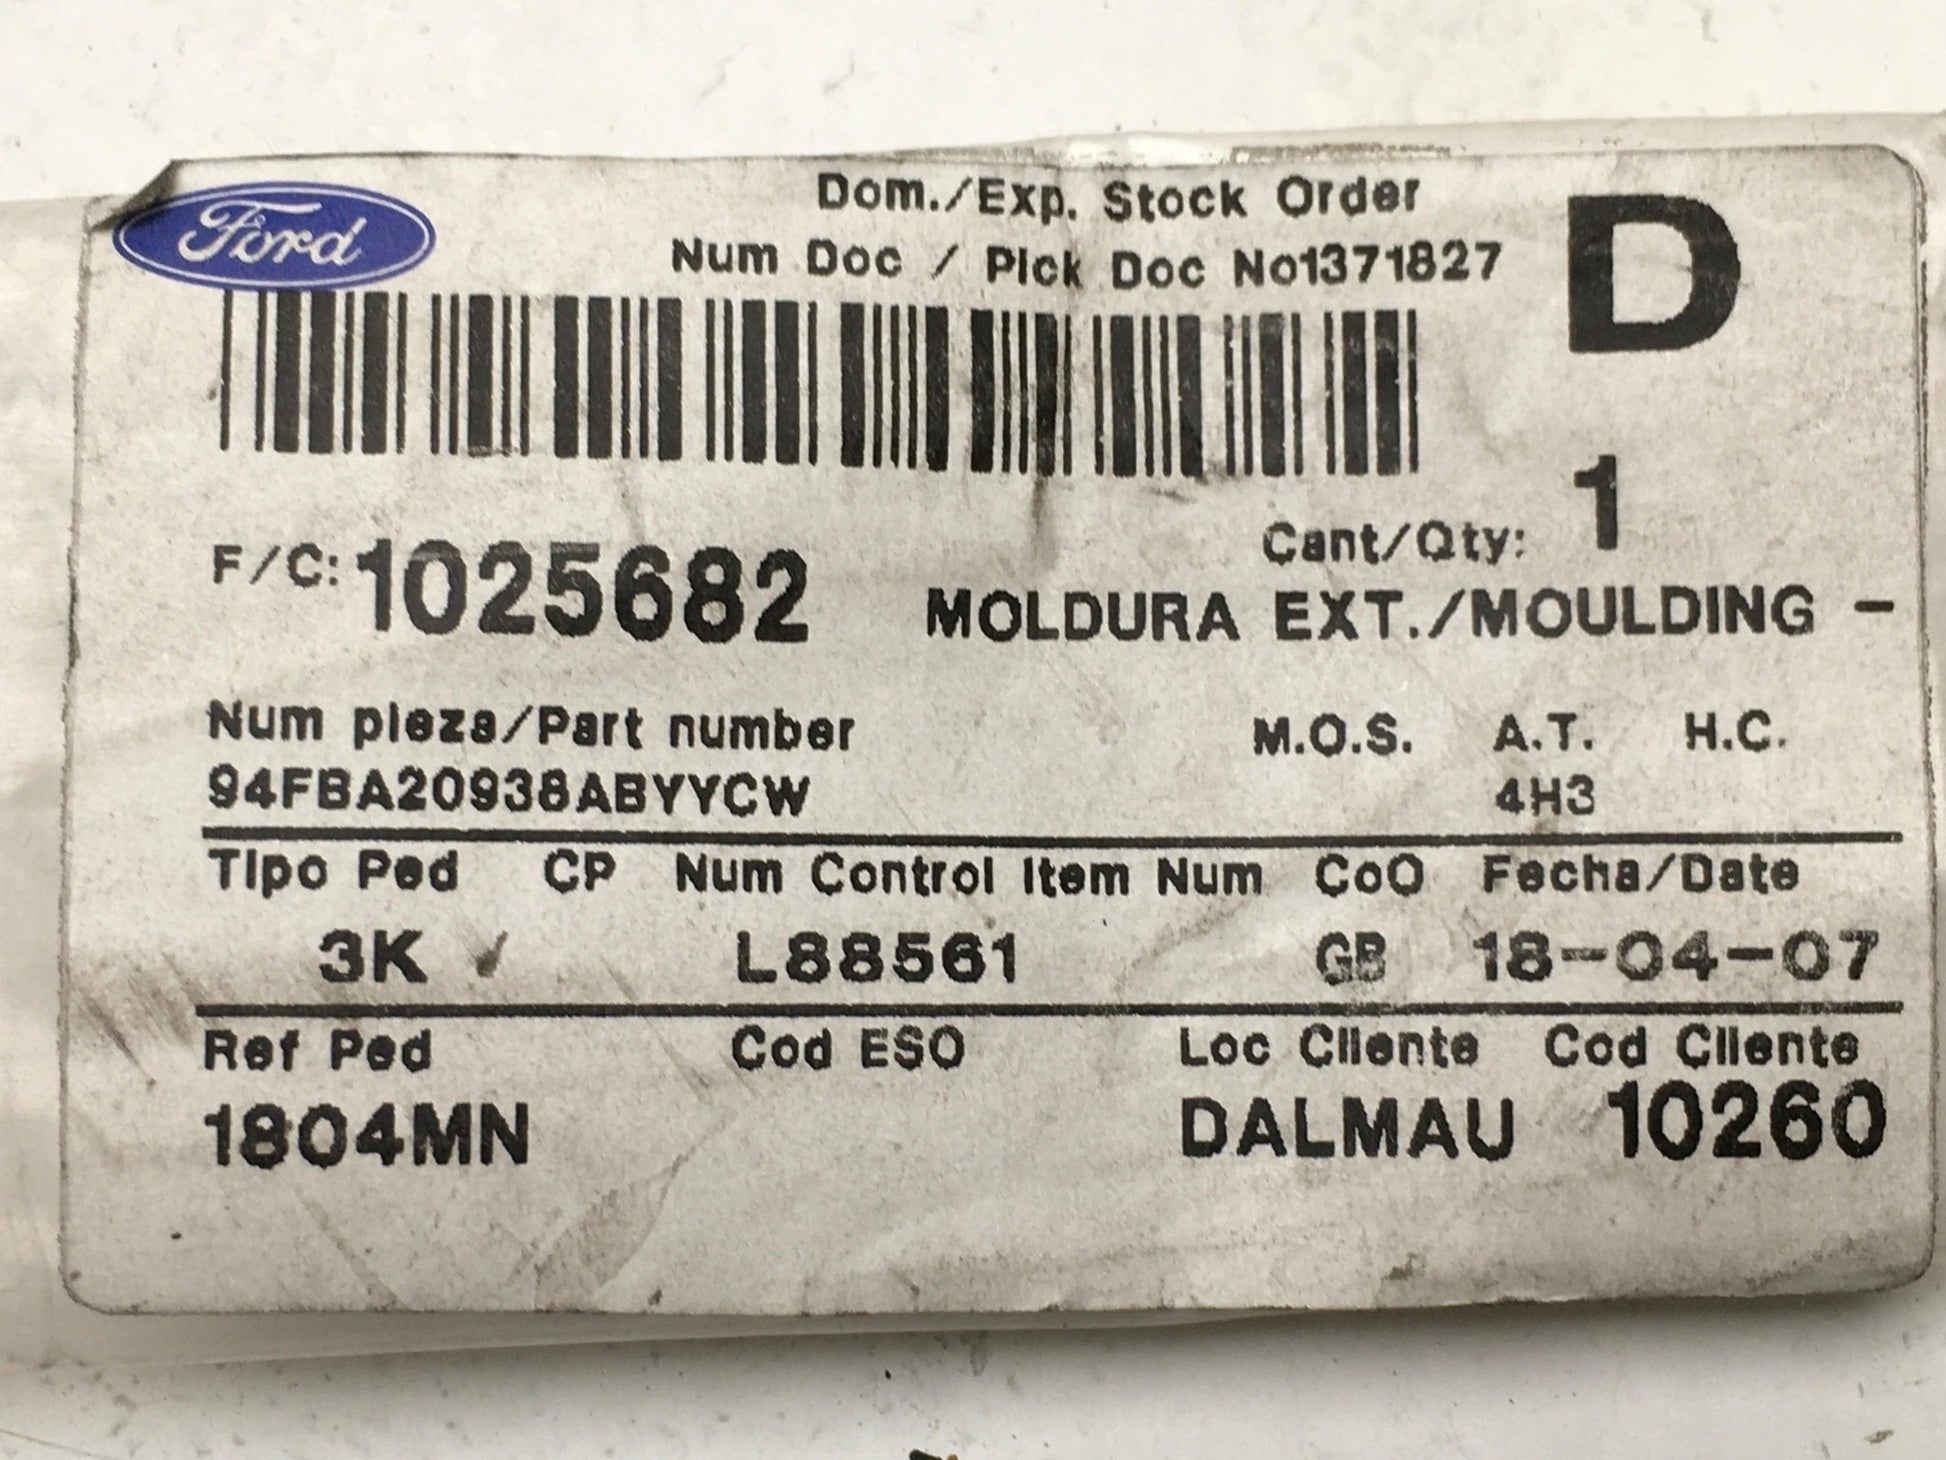 Ford
Dom./Exp. Stock Order
D
Num Doc / Pick Doc No1371827
Cant/Qty: 1
F/C: 1025682
MOLDURA EXT./MOULDING -
Num pieza/Part number M.O.S. A.T. H.C.
94FBA20938ABYYCW 4H3
Tipo Ped CP Num Control Item Num CoO Fecha/Date
3K L88561 GB 18-04-07
Ref Ped Cod ESO Loc Cliente Cod Cliente
1804MN DALMAU 10260